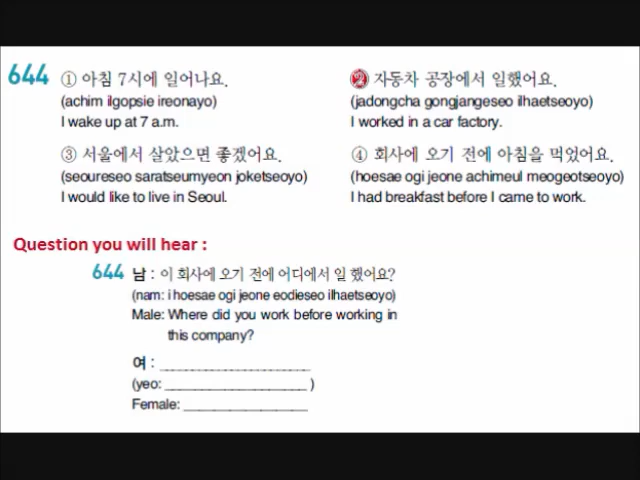 644 ① 아침 7시에 일어나요.
(achim ilgopsie ireonayo)
I wake up at 7 a.m.
② 자동차 공장에서 일했어요.
(jadongcha gongjangeseo ilhaetseoyo)
I worked in a car factory.
③ 서울에서 살았으면 좋겠어요.
(seoureseo saratseumyeon joketseoyo)
I would like to live in Seoul.
④ 회사에 오기 전에 아침을 먹었어요.
(hoesae ogi jeone achimeul meogeotseoyo)
I had breakfast before I came to work.
Question you will hear :
644 남 : 이 회사에 오기 전에 어디에서 일 했어요?
(nam: i hoesae ogi jeone eodieseo ilhaetseoyo)
Male: Where did you work before working in
this company?
여 : ____________________
(yeo: ____________________ )
Female: ____________________